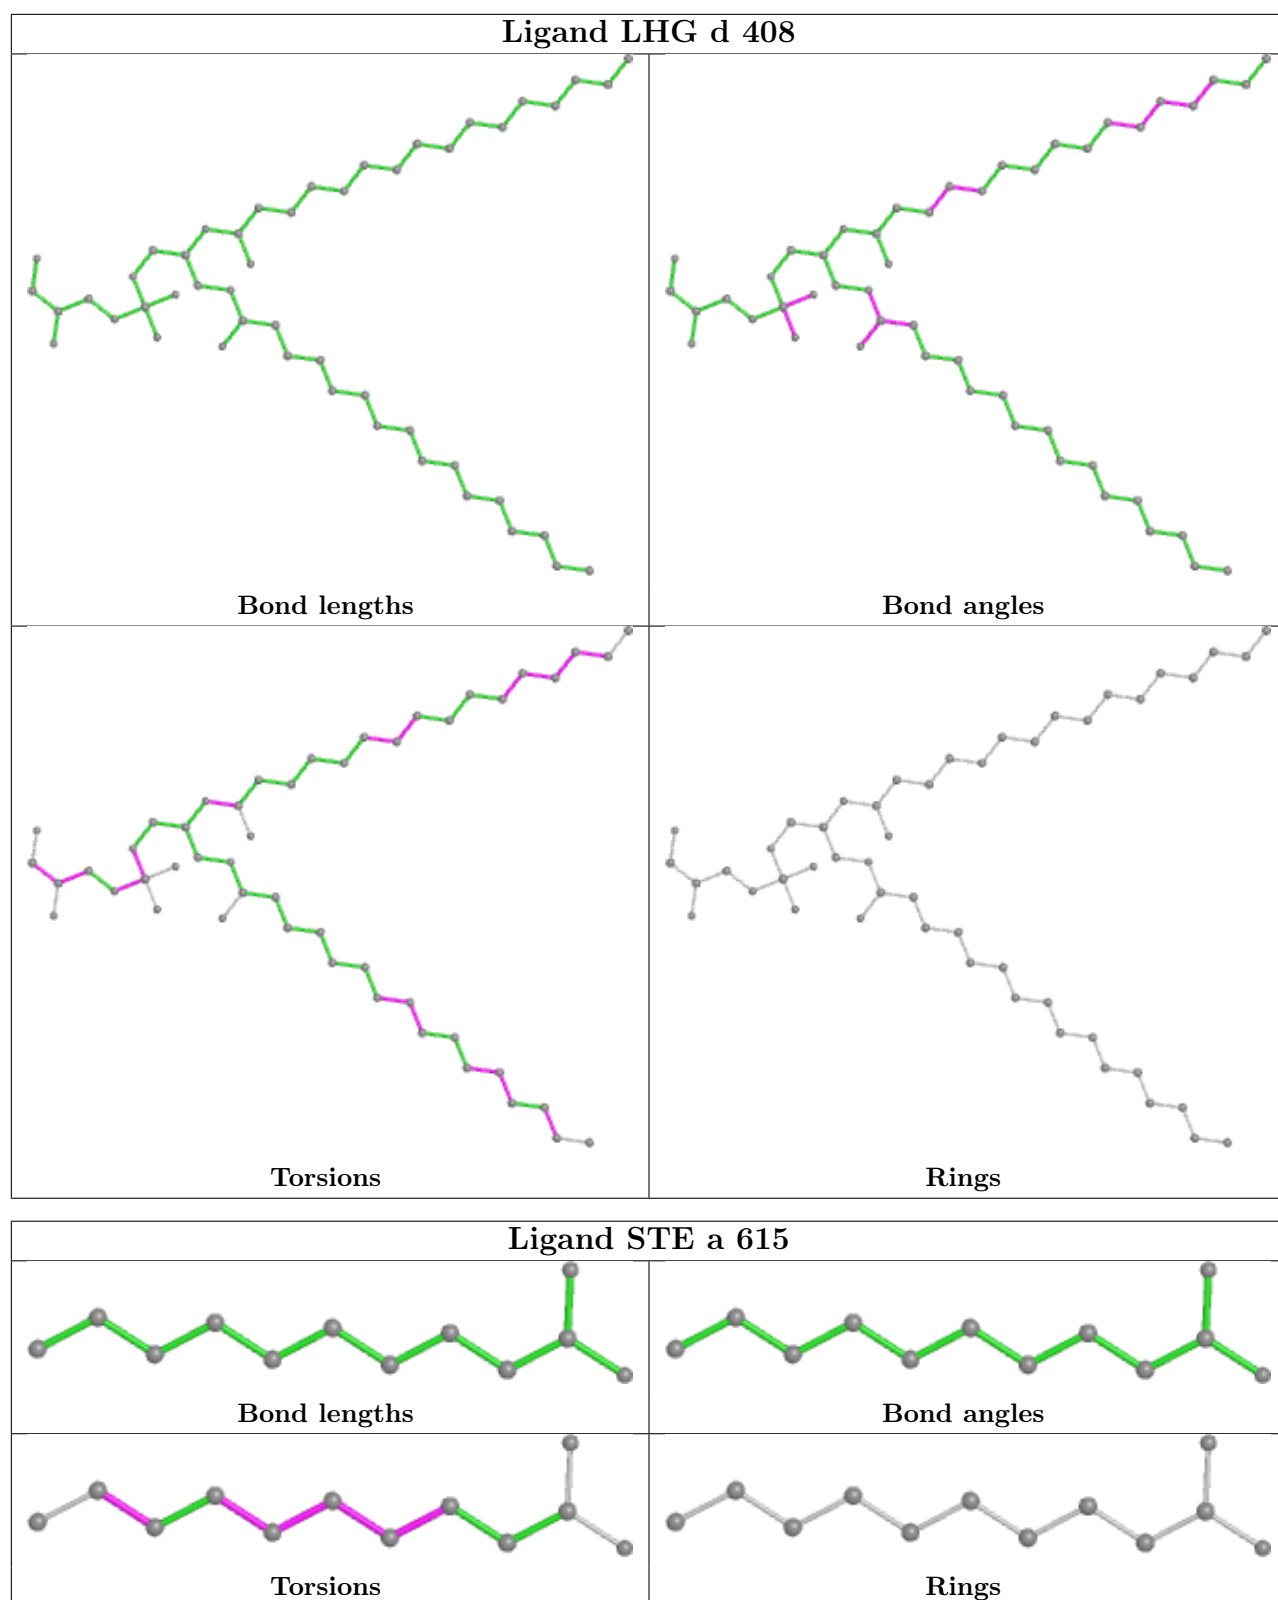 Ligand LHG d 408
Bond lengths
Bond angles
Torsions
Rings
Ligand STE a 615
Bond lengths
Bond angles
Torsions
Rings